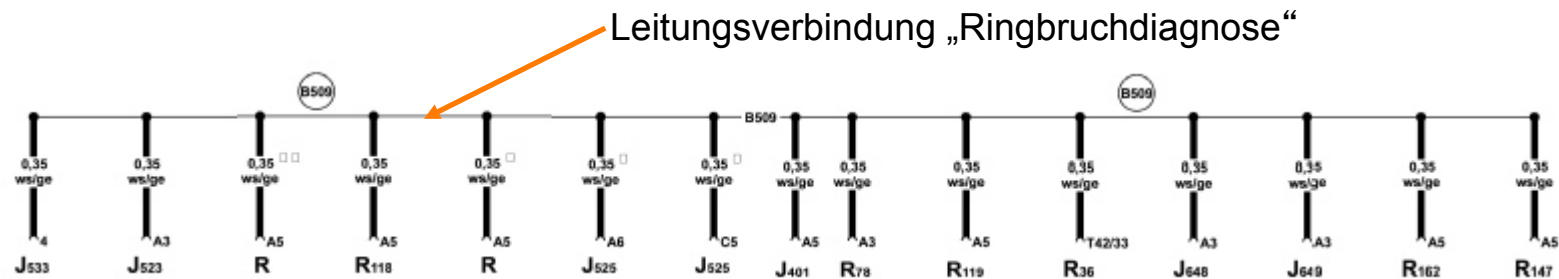 Leitungsverbindung „Ringbruchdiagnose“
B509 B509
B509
0,35 0,35 0,35 0,35 0,35 0,35 0,35 0,35 0,35 0,35 0,35 0,35 0,35 0,35 0,35
ws/ge ws/ge ws/ge ws/ge ws/ge ws/ge ws/ge ws/ge ws/ge ws/ge ws/ge ws/ge ws/ge ws/ge ws/ge
4 A3 A5 A5 A5 A6 C5 A5 A3 A5 T42/33 A3 A3 A5 A5
J533 J523 R R118 R J525 J525 J401 R78 R119 R36 J648 J649 R162 R147